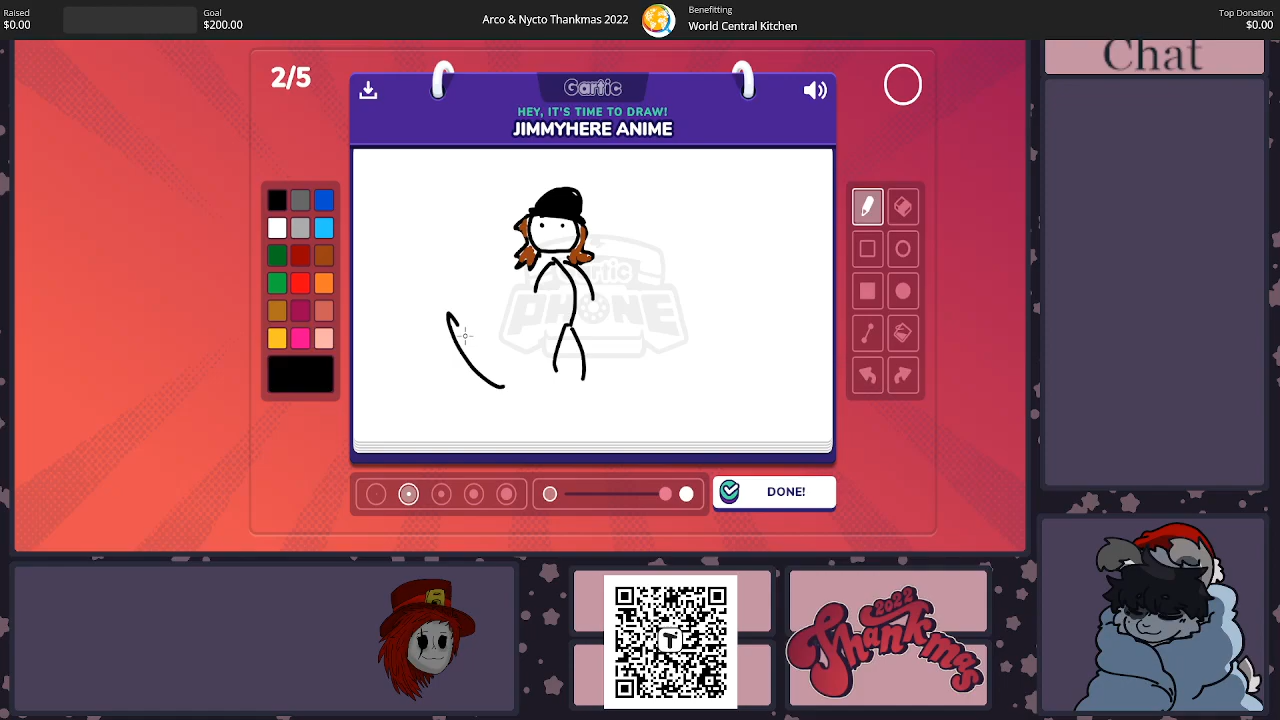 Raised
$0.00
Goal
$200.00
Arco & Nycto Thankmas 2022
Benefitting
World Central Kitchen
Top Donation
$0.00
2/5
Gartic
HEY, IT'S TIME TO DRAW!
JIMMYHERE ANIME
Gartic
PHONE
DONE!
Chat
T
2022
Thankmas